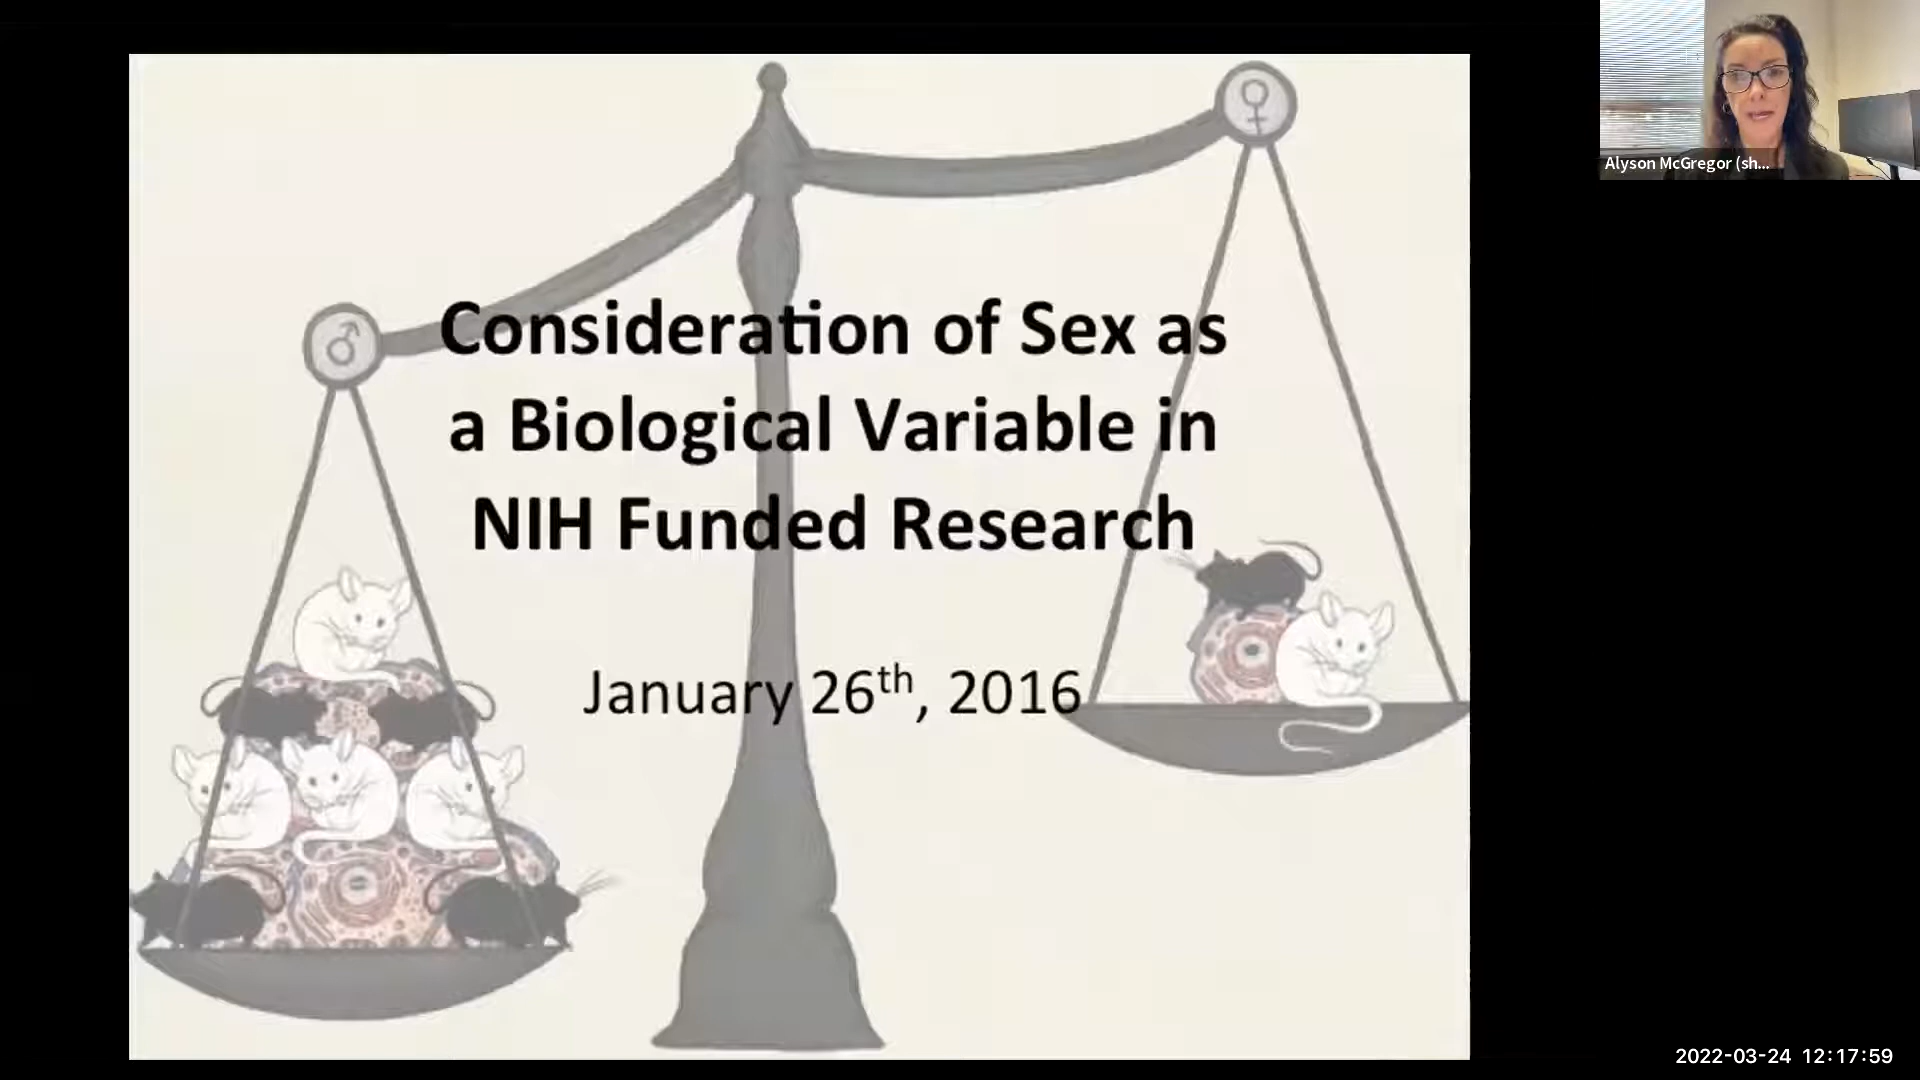 Alyson McGregor (sh...
Consideration of Sex as
a Biological Variable in
NIH Funded Research
January 26th, 2016
2022-03-24 12:17:59